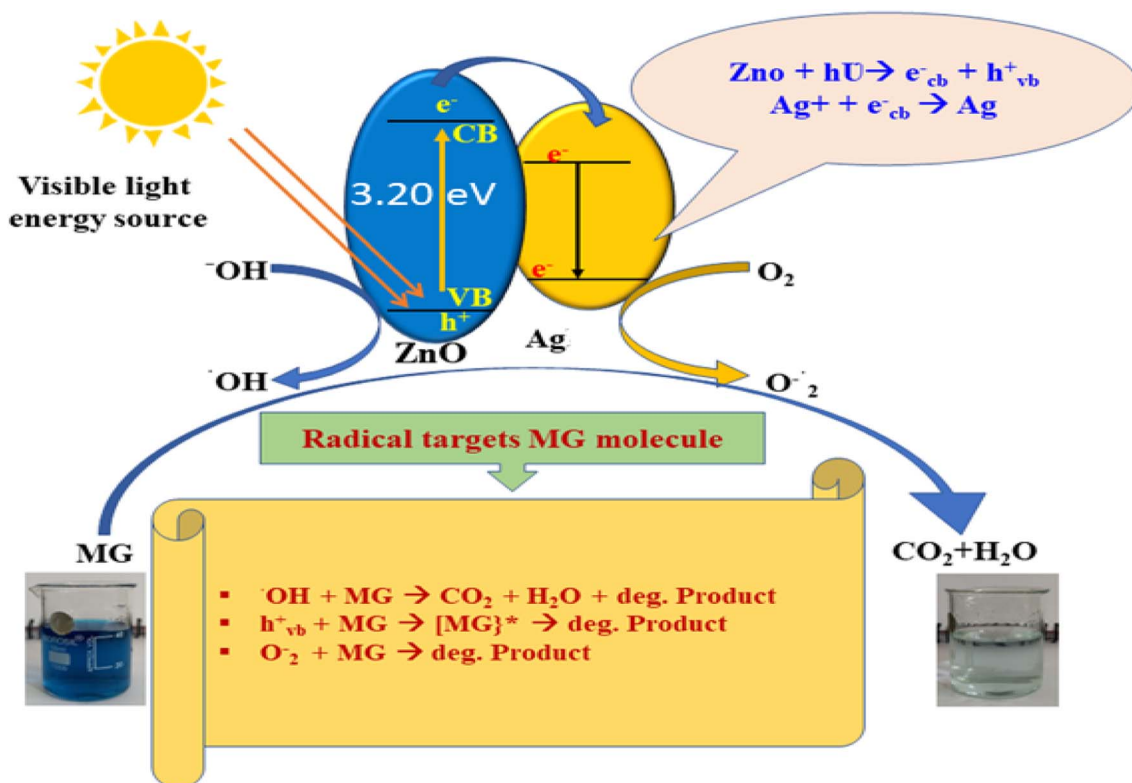 Zno + hU→ e⁻cb + h⁺vb
Ag+ + e⁻cb → Ag
Visible light
energy source
e⁻
CB
3.20 eV
VB
h⁺
ZnO
e⁻
e⁻
Ag
⁻OH
˙OH
O₂
O⁻˙₂
Radical targets MG molecule
MG
CO₂+H₂O
▪ ˙OH + MG → CO₂ + H₂O + deg. Product
▪ h⁺vb + MG → [MG}* → deg. Product
▪ O⁻₂ + MG → deg. Product